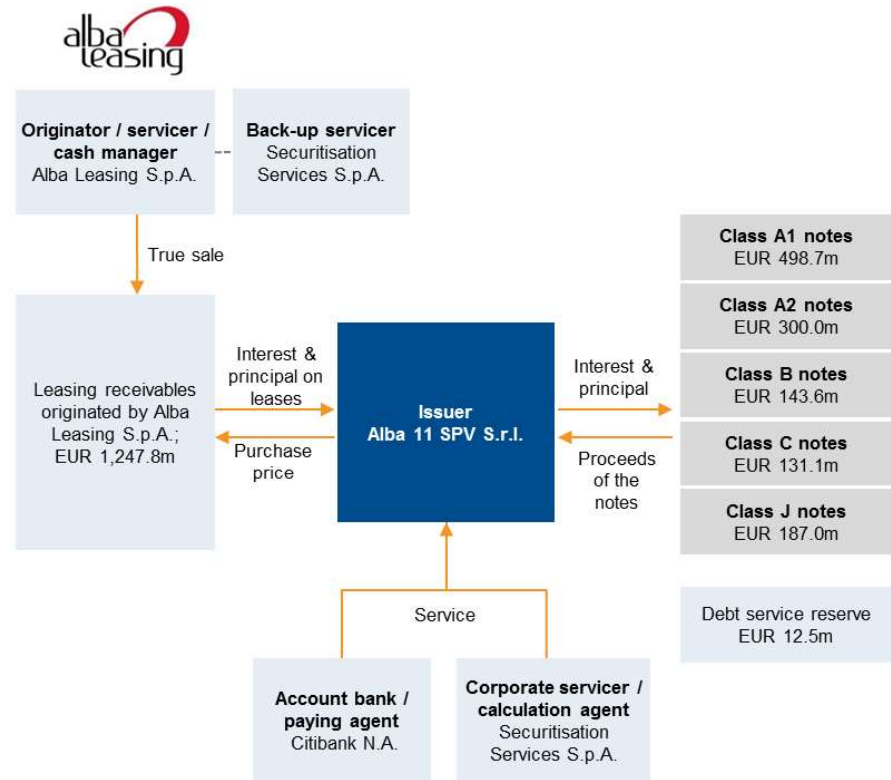 alba
leasing
Originator / servicer /
cash manager
Alba Leasing S.p.A.
Back-up servicer
Securitisation
Services S.p.A.
True sale
Leasing receivables
originated by Alba
Leasing S.p.A.;
EUR 1,247.8m
Interest &
principal on
leases
Purchase
price
Issuer
Alba 11 SPV S.r.l.
Interest &
principal
Proceeds
of the
notes
Class A1 notes
EUR 498.7m
Class A2 notes
EUR 300.0m
Class B notes
EUR 143.6m
Class C notes
EUR 131.1m
Class J notes
EUR 187.0m
Debt service reserve
EUR 12.5m
Service
Account bank /
paying agent
Citibank N.A.
Corporate servicer /
calculation agent
Securitisation
Services S.p.A.